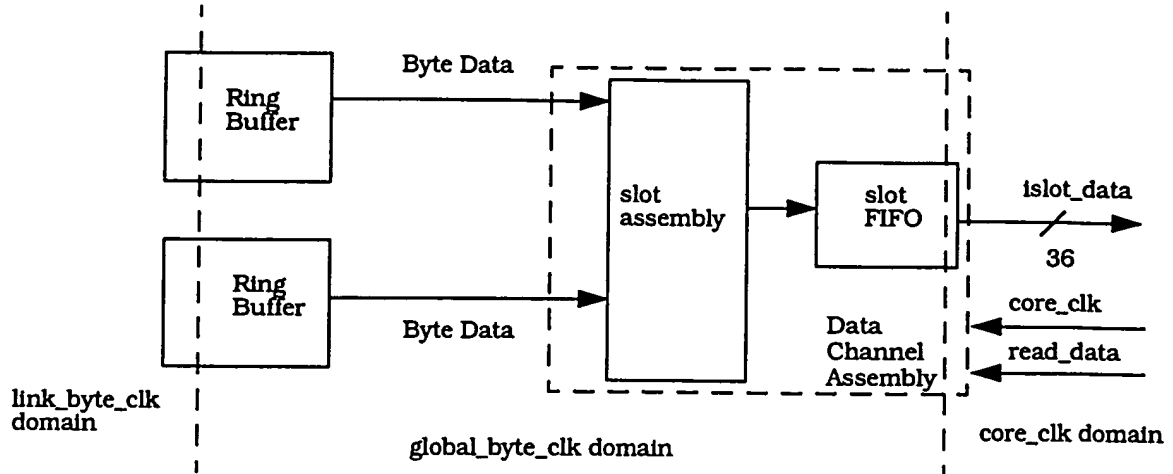 Byte Data
Ring
Buffer
slot
assembly
slot
FIFO
islot_data
36
Ring
Buffer
Byte Data
Data
Channel
Assembly
core_clk
read_data
link_byte_clk
domain
global_byte_clk domain
core_clk domain